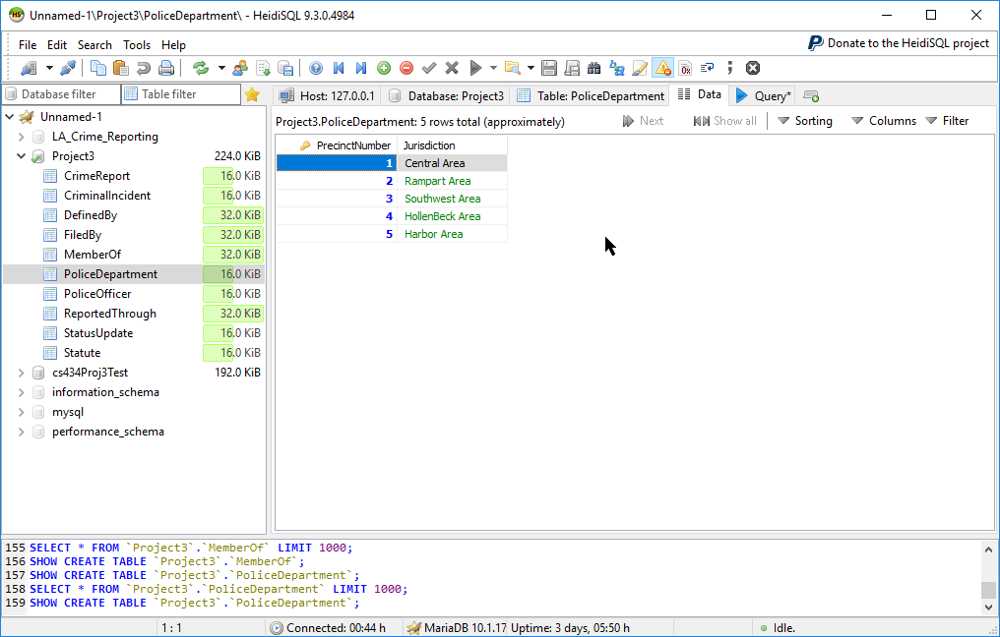 Unnamed-1\Project3\PoliceDepartment\ - HeidiSQL 9.3.0.4984
File Edit Search Tools Help
Donate to the HeidiSQL project
Database filter Table filter
Host: 127.0.0.1 Database: Project3 Table: PoliceDepartment Data Query*
Project3.PoliceDepartment: 5 rows total (approximately) Next Show all Sorting Columns Filter
Unnamed-1
LA_Crime_Reporting
Project3 224.0 KiB
CrimeReport 16.0 KiB
CriminalIncident 16.0 KiB
DefinedBy 32.0 KiB
FiledBy 32.0 KiB
MemberOf 32.0 KiB
PoliceDepartment 16.0 KiB
PoliceOfficer 16.0 KiB
ReportedThrough 32.0 KiB
StatusUpdate 16.0 KiB
Statute 16.0 KiB
cs434Proj3Test 192.0 KiB
information_schema
mysql
performance_schema
PrecinctNumber Jurisdiction
1 Central Area
2 Rampart Area
3 Southwest Area
4 HollenBeck Area
5 Harbor Area
155 SELECT * FROM `Project3`.`MemberOf` LIMIT 1000;
156 SHOW CREATE TABLE `Project3`.`MemberOf`;
157 SHOW CREATE TABLE `Project3`.`PoliceDepartment`;
158 SELECT * FROM `Project3`.`PoliceDepartment` LIMIT 1000;
159 SHOW CREATE TABLE `Project3`.`PoliceDepartment`;
1 : 1 Connected: 00:44 h MariaDB 10.1.17 Uptime: 3 days, 05:50 h Idle.